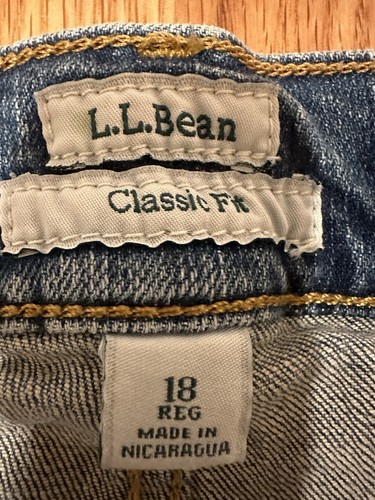 L.L.Bean
Classic Fit
18
REG
MADE IN
NICARAGUA